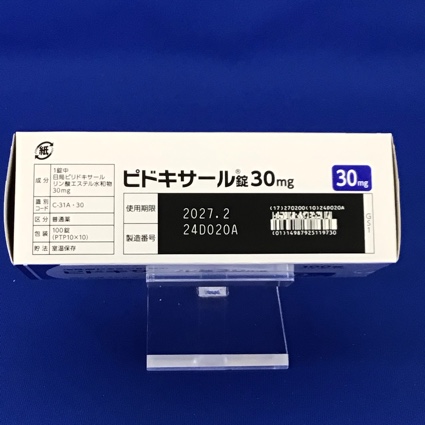 紙
成分
1錠中
日局ピリドキサール
リン酸エステル水和物
30mg
識別コード
C-31A・30
区分
普通薬
包装
100錠
(PTP10×10)
貯法
室温保存
ピドキサール®錠30mg
30mg
使用期限
2027.2
製造番号
24D020A
(17)270200(10)24D020A
(01)14987925119730
GS1